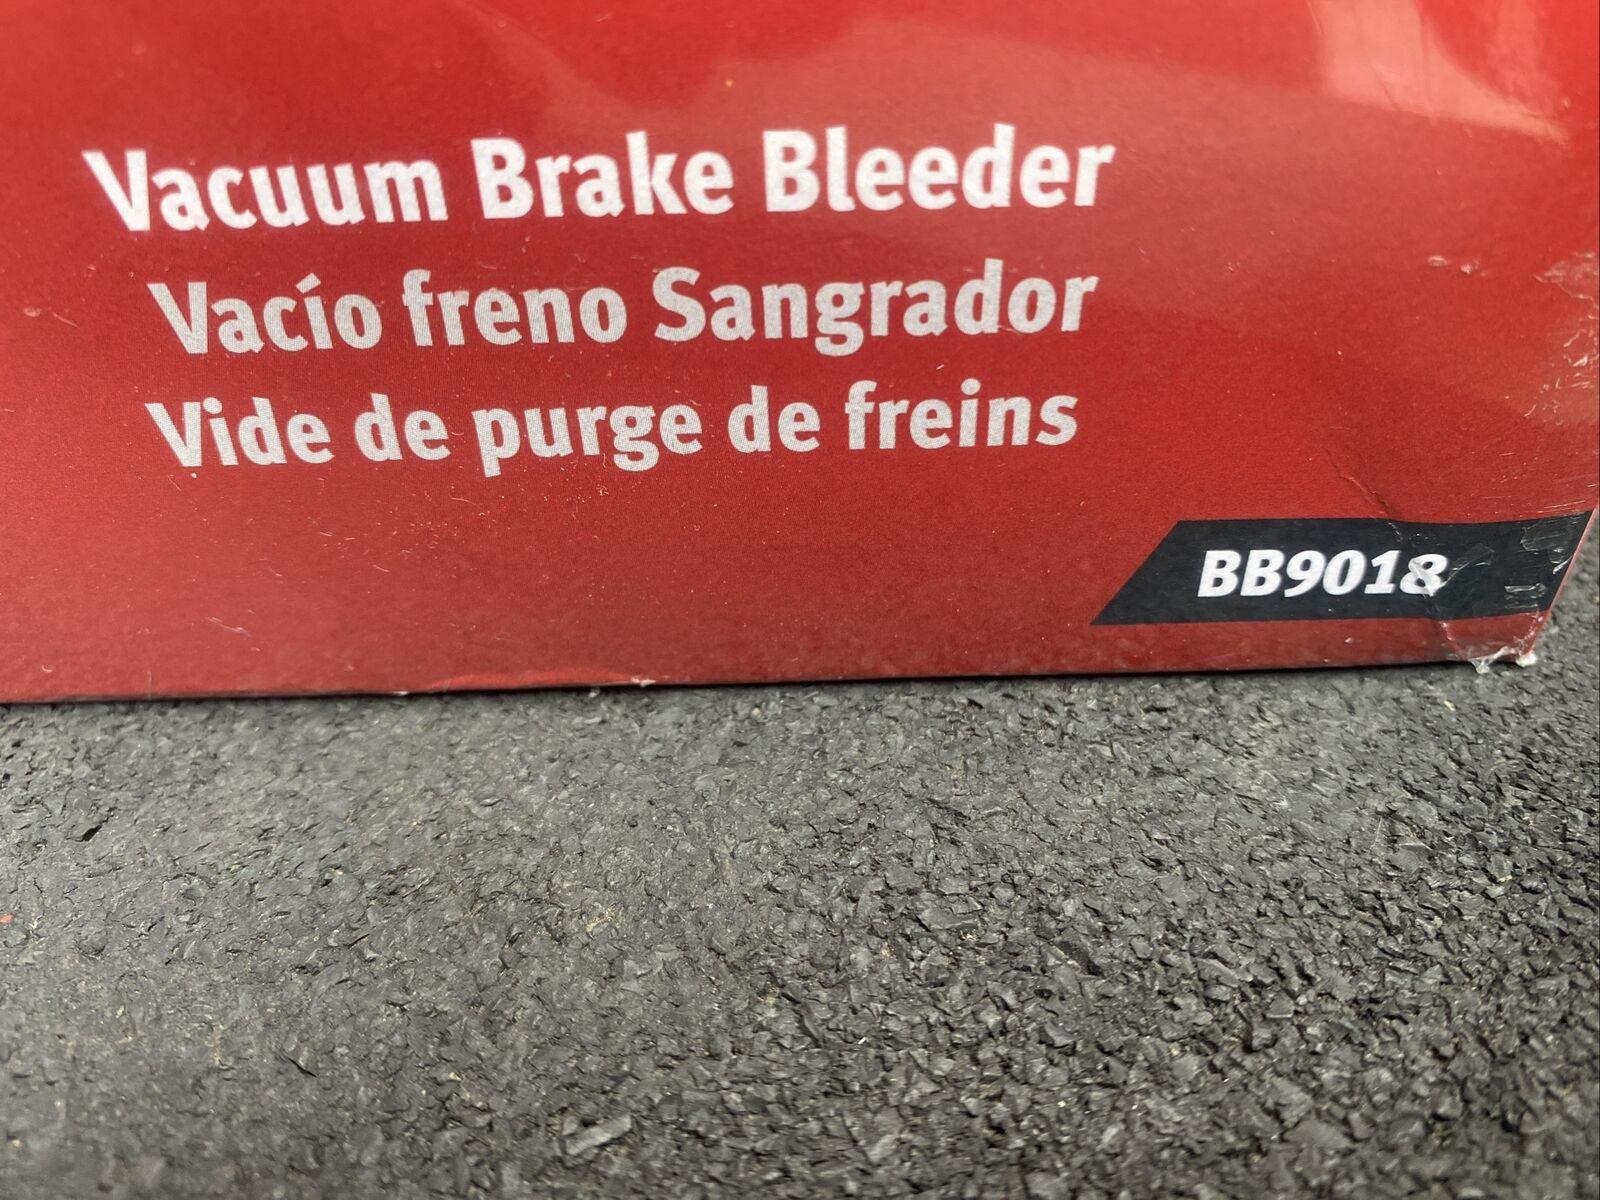 Vacuum Brake Bleeder
Vacío freno Sangrador
Vide de purge de freins
BB9018